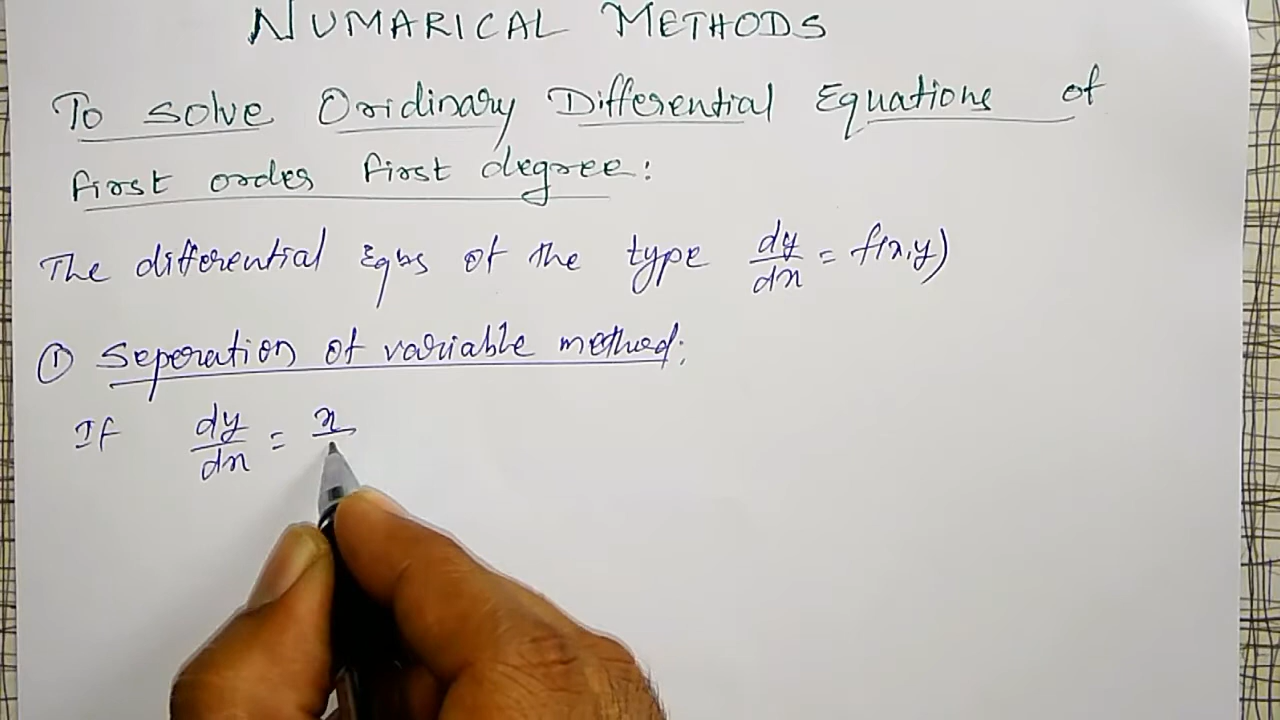 NUMARICAL METHODS
To solve Oridinary Differential Equations of
first order first degree:
The differential Eqns of the type dy/dx = f(x,y)
① Seperation of variable method:
If dy/dx = x/